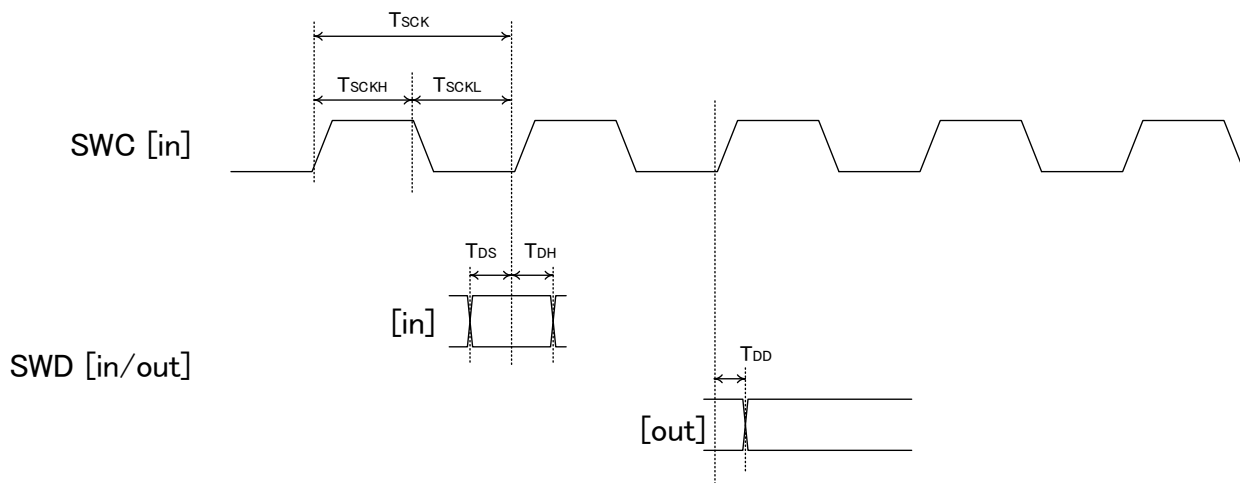 TSCK
TSCKH TSCKL
SWC [in]
TDS TDH
[in]
SWD [in/out]
TDD
[out]